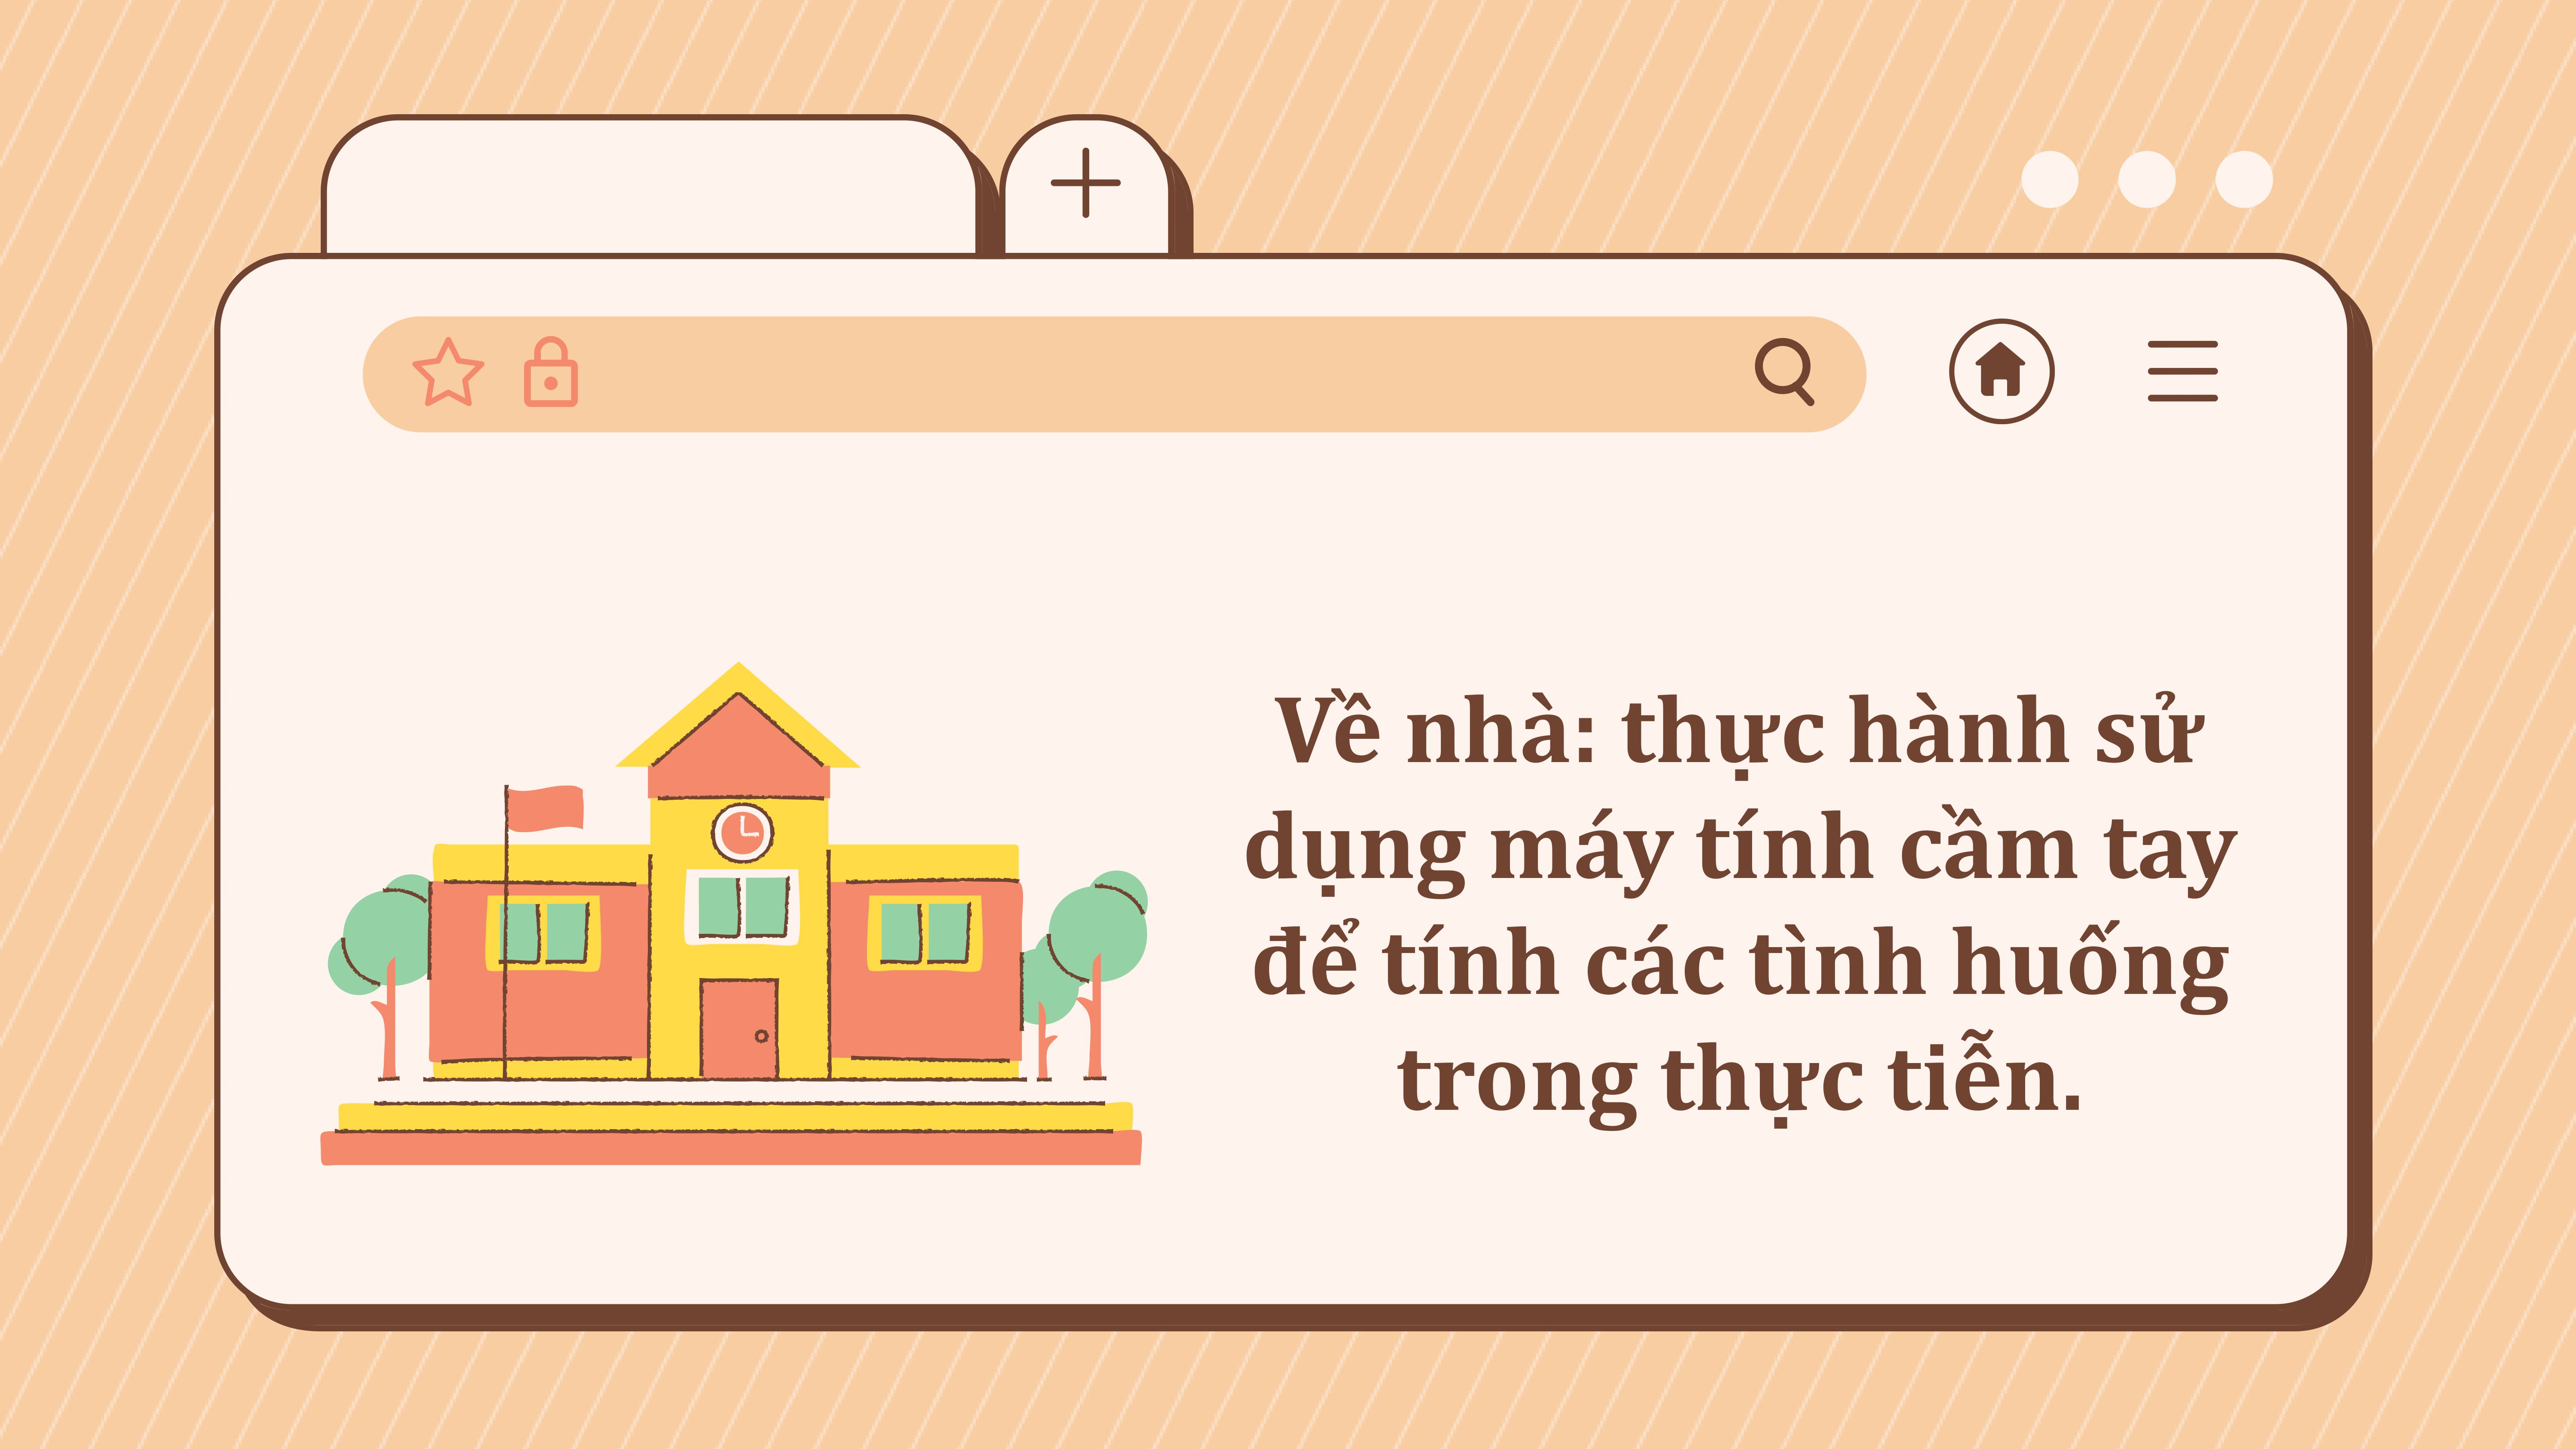 Về nhà: thực hành sử
dụng máy tính cầm tay
để tính các tình huống
trong thực tiễn.